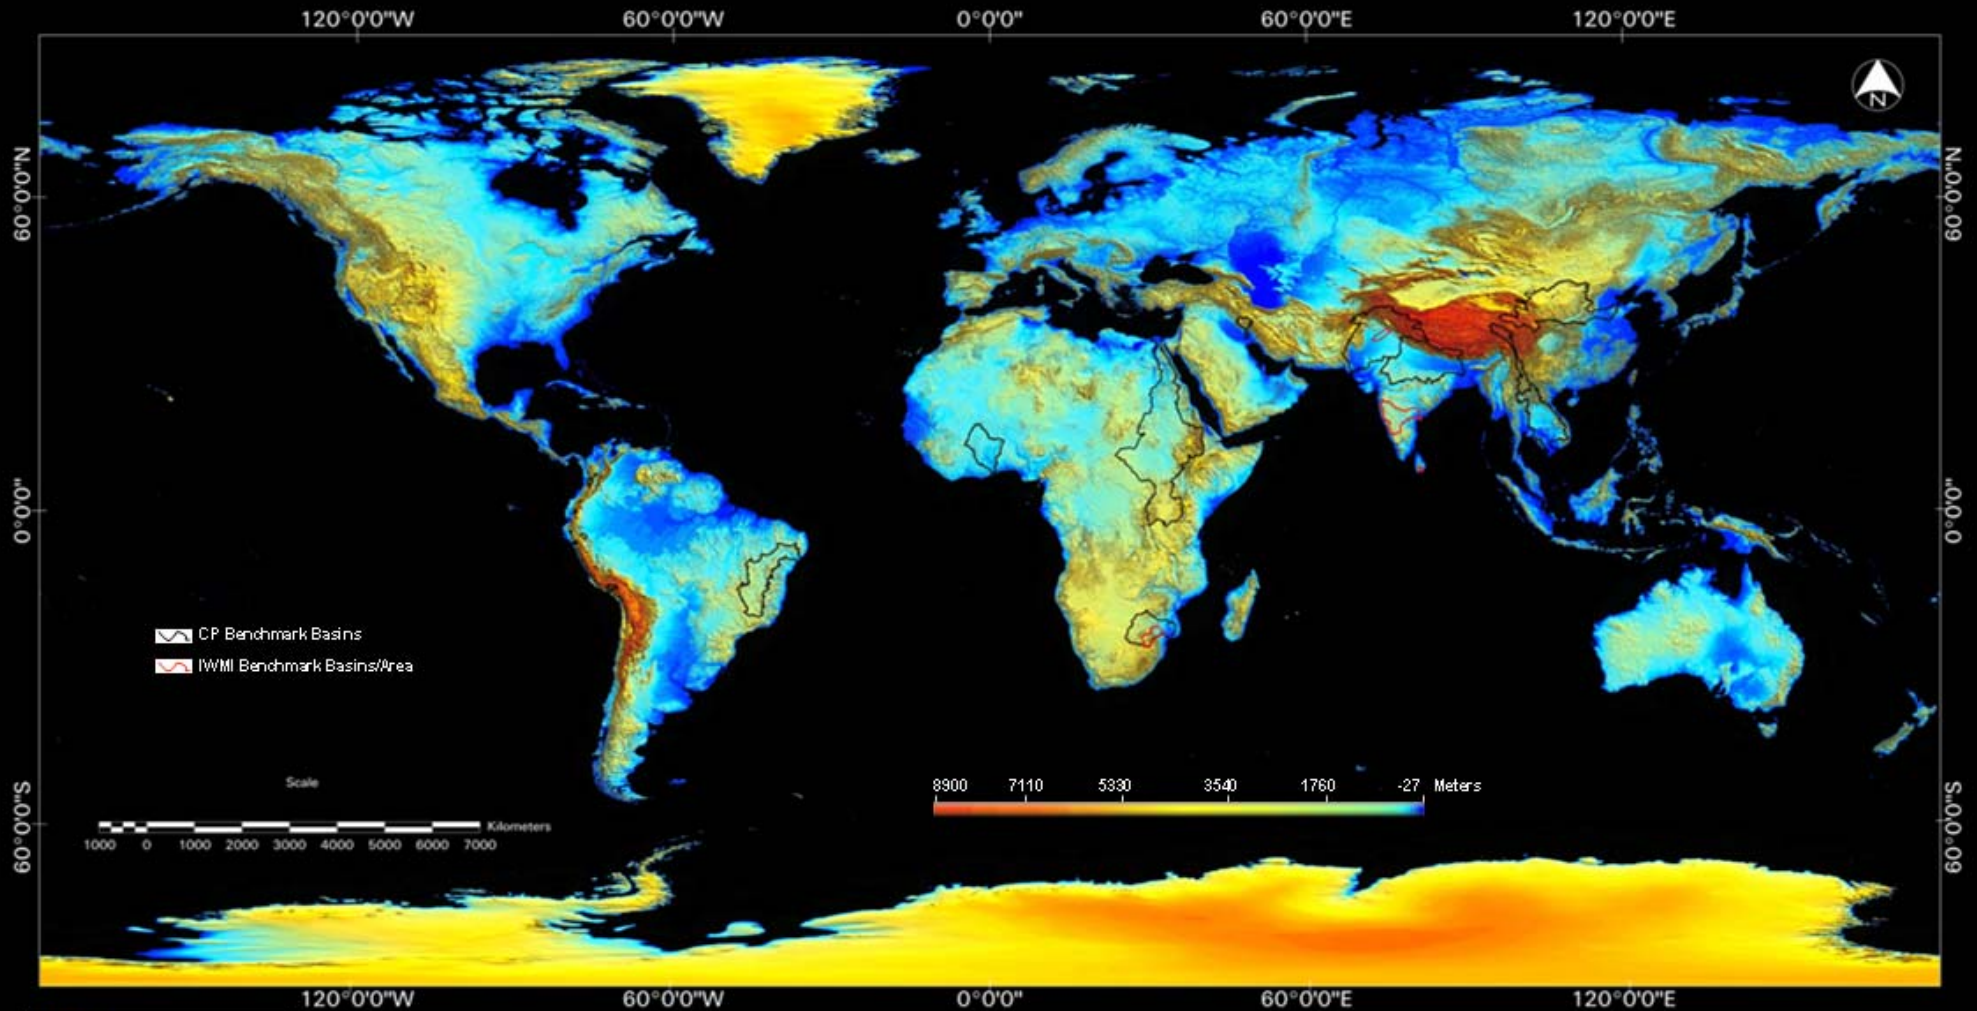 120°0'0"W 60°0'0"W 0°0'0" 60°0'0"E 120°0'0"E
N
60°0'0"N 60°0'0"N
0°0'0" 0°0'0"
CP Benchmark Basins
IWMI Benchmark Basins/Area
Scale
8900 7110 5330 3540 1760 -27 Meters
Kilometers
1000 0 1000 2000 3000 4000 5000 6000 7000
60°0'0"S 60°0'0"S
120°0'0"W 60°0'0"W 0°0'0" 60°0'0"E 120°0'0"E